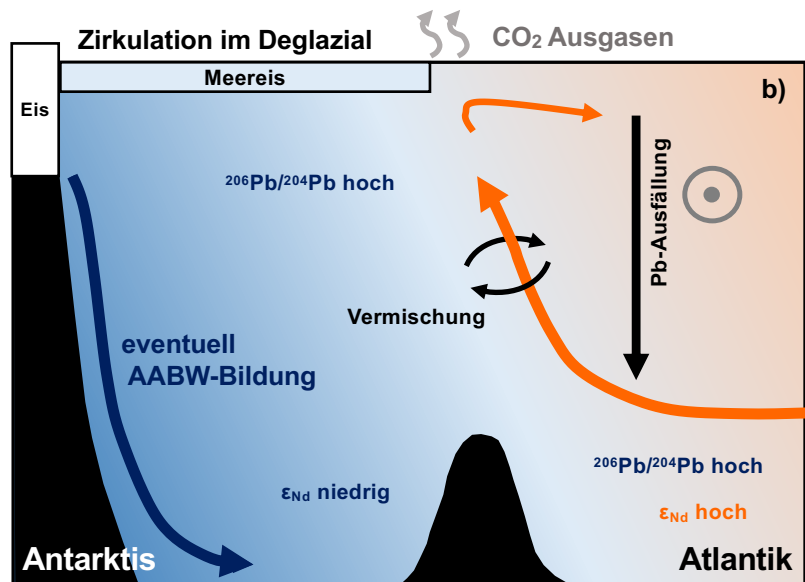 Zirkulation im Deglazial
CO₂ Ausgasen
Meereis
b)
Eis
²⁰⁶Pb/²⁰⁴Pb hoch
Pb-Ausfällung
Vermischung
eventuell
AABW-Bildung
²⁰⁶Pb/²⁰⁴Pb hoch
εNd niedrig
εNd hoch
Antarktis
Atlantik